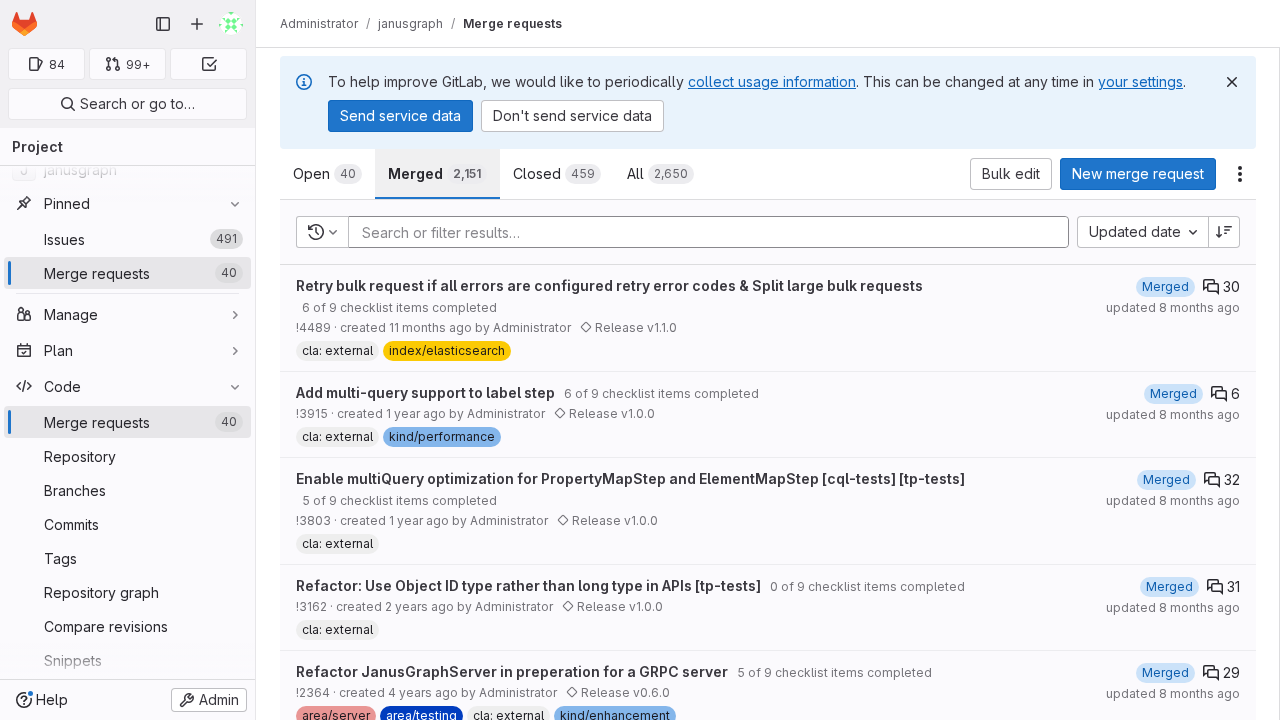 84
99+
Search or go to…
Project
J janusgraph
Pinned
Issues 491
Merge requests 40
Manage
Plan
Code
Merge requests 40
Repository
Branches
Commits
Tags
Repository graph
Compare revisions
Snippets
Help
Admin
Administrator / janusgraph / Merge requests
To help improve GitLab, we would like to periodically collect usage information. This can be changed at any time in your settings.
Send service data Don't send service data
Open 40 Merged 2,151 Closed 459 All 2,650 Bulk edit New merge request
Search or filter results… Updated date
Retry bulk request if all errors are configured retry error codes & Split large bulk requests Merged 30
6 of 9 checklist items completed updated 8 months ago
!4489 · created 11 months ago by Administrator Release v1.1.0
cla: external index/elasticsearch
Add multi-query support to label step 6 of 9 checklist items completed Merged 6
!3915 · created 1 year ago by Administrator Release v1.0.0 updated 8 months ago
cla: external kind/performance
Enable multiQuery optimization for PropertyMapStep and ElementMapStep [cql-tests] [tp-tests] Merged 32
5 of 9 checklist items completed updated 8 months ago
!3803 · created 1 year ago by Administrator Release v1.0.0
cla: external
Refactor: Use Object ID type rather than long type in APIs [tp-tests] 0 of 9 checklist items completed Merged 31
!3162 · created 2 years ago by Administrator Release v1.0.0 updated 8 months ago
cla: external
Refactor JanusGraphServer in preperation for a GRPC server 5 of 9 checklist items completed Merged 29
!2364 · created 4 years ago by Administrator Release v0.6.0 updated 8 months ago
area/server area/testing cla: external kind/enhancement